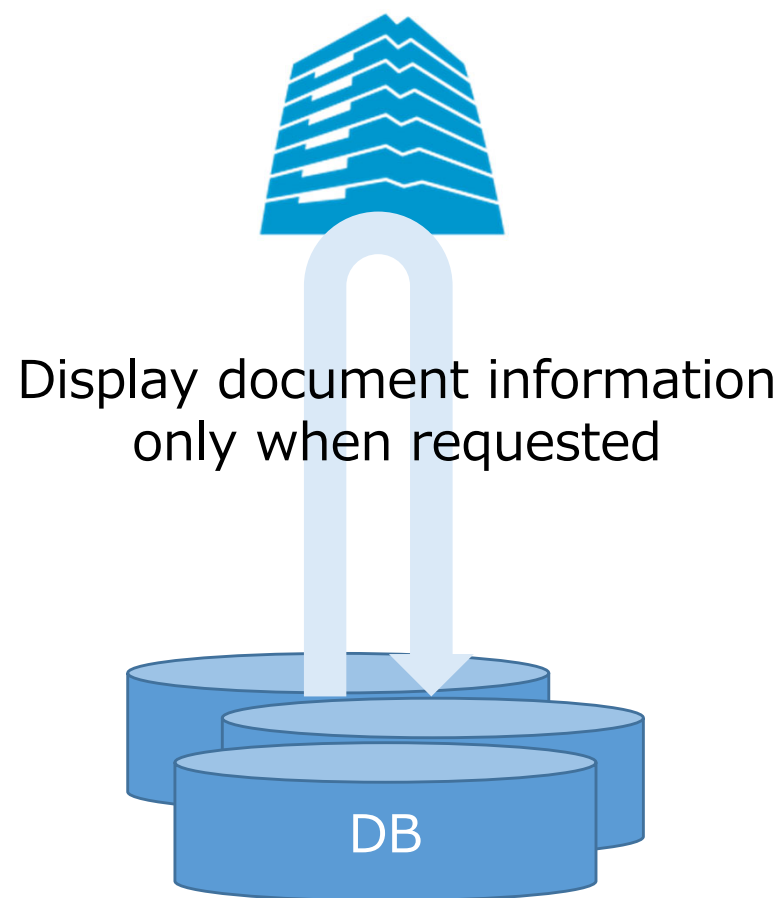 Display document information
only when requested
DB